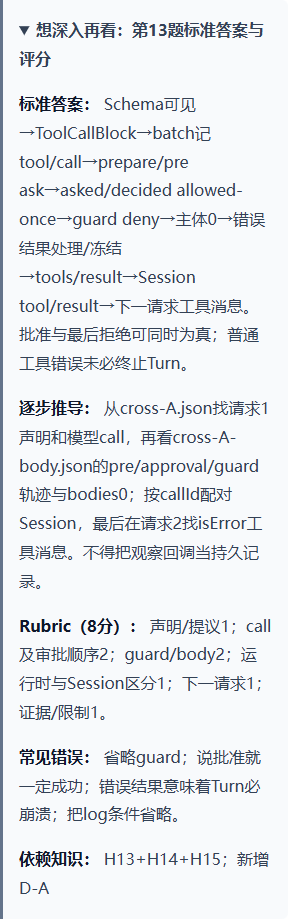 ▼ 想深入再看：第13题标准答案与
评分
标准答案： Schema可见
→ToolCallBlock→batch记
tool/call→prepare/pre
ask→asked/decided allowed-
once→guard deny→主体0→错误
结果处理/冻结
→tools/result→Session
tool/result→下一请求工具消息。
批准与最后拒绝可同时为真；普通
工具错误未必终止Turn。
逐步推导： 从cross-A.json找请求1
声明和模型call，再看cross-A-
body.json的pre/approval/guard
轨迹与bodies0；按callId配对
Session，最后在请求2找isError工
具消息。不得把观察回调当持久记
录。
Rubric（8分）： 声明/提议1；call
及审批顺序2；guard/body2；运
行时与Session区分1；下一请求1；
证据/限制1。
常见错误： 省略guard；说批准就
一定成功；错误结果意味着Turn必
崩溃；把log条件省略。
依赖知识： H13+H14+H15；新增
D-A